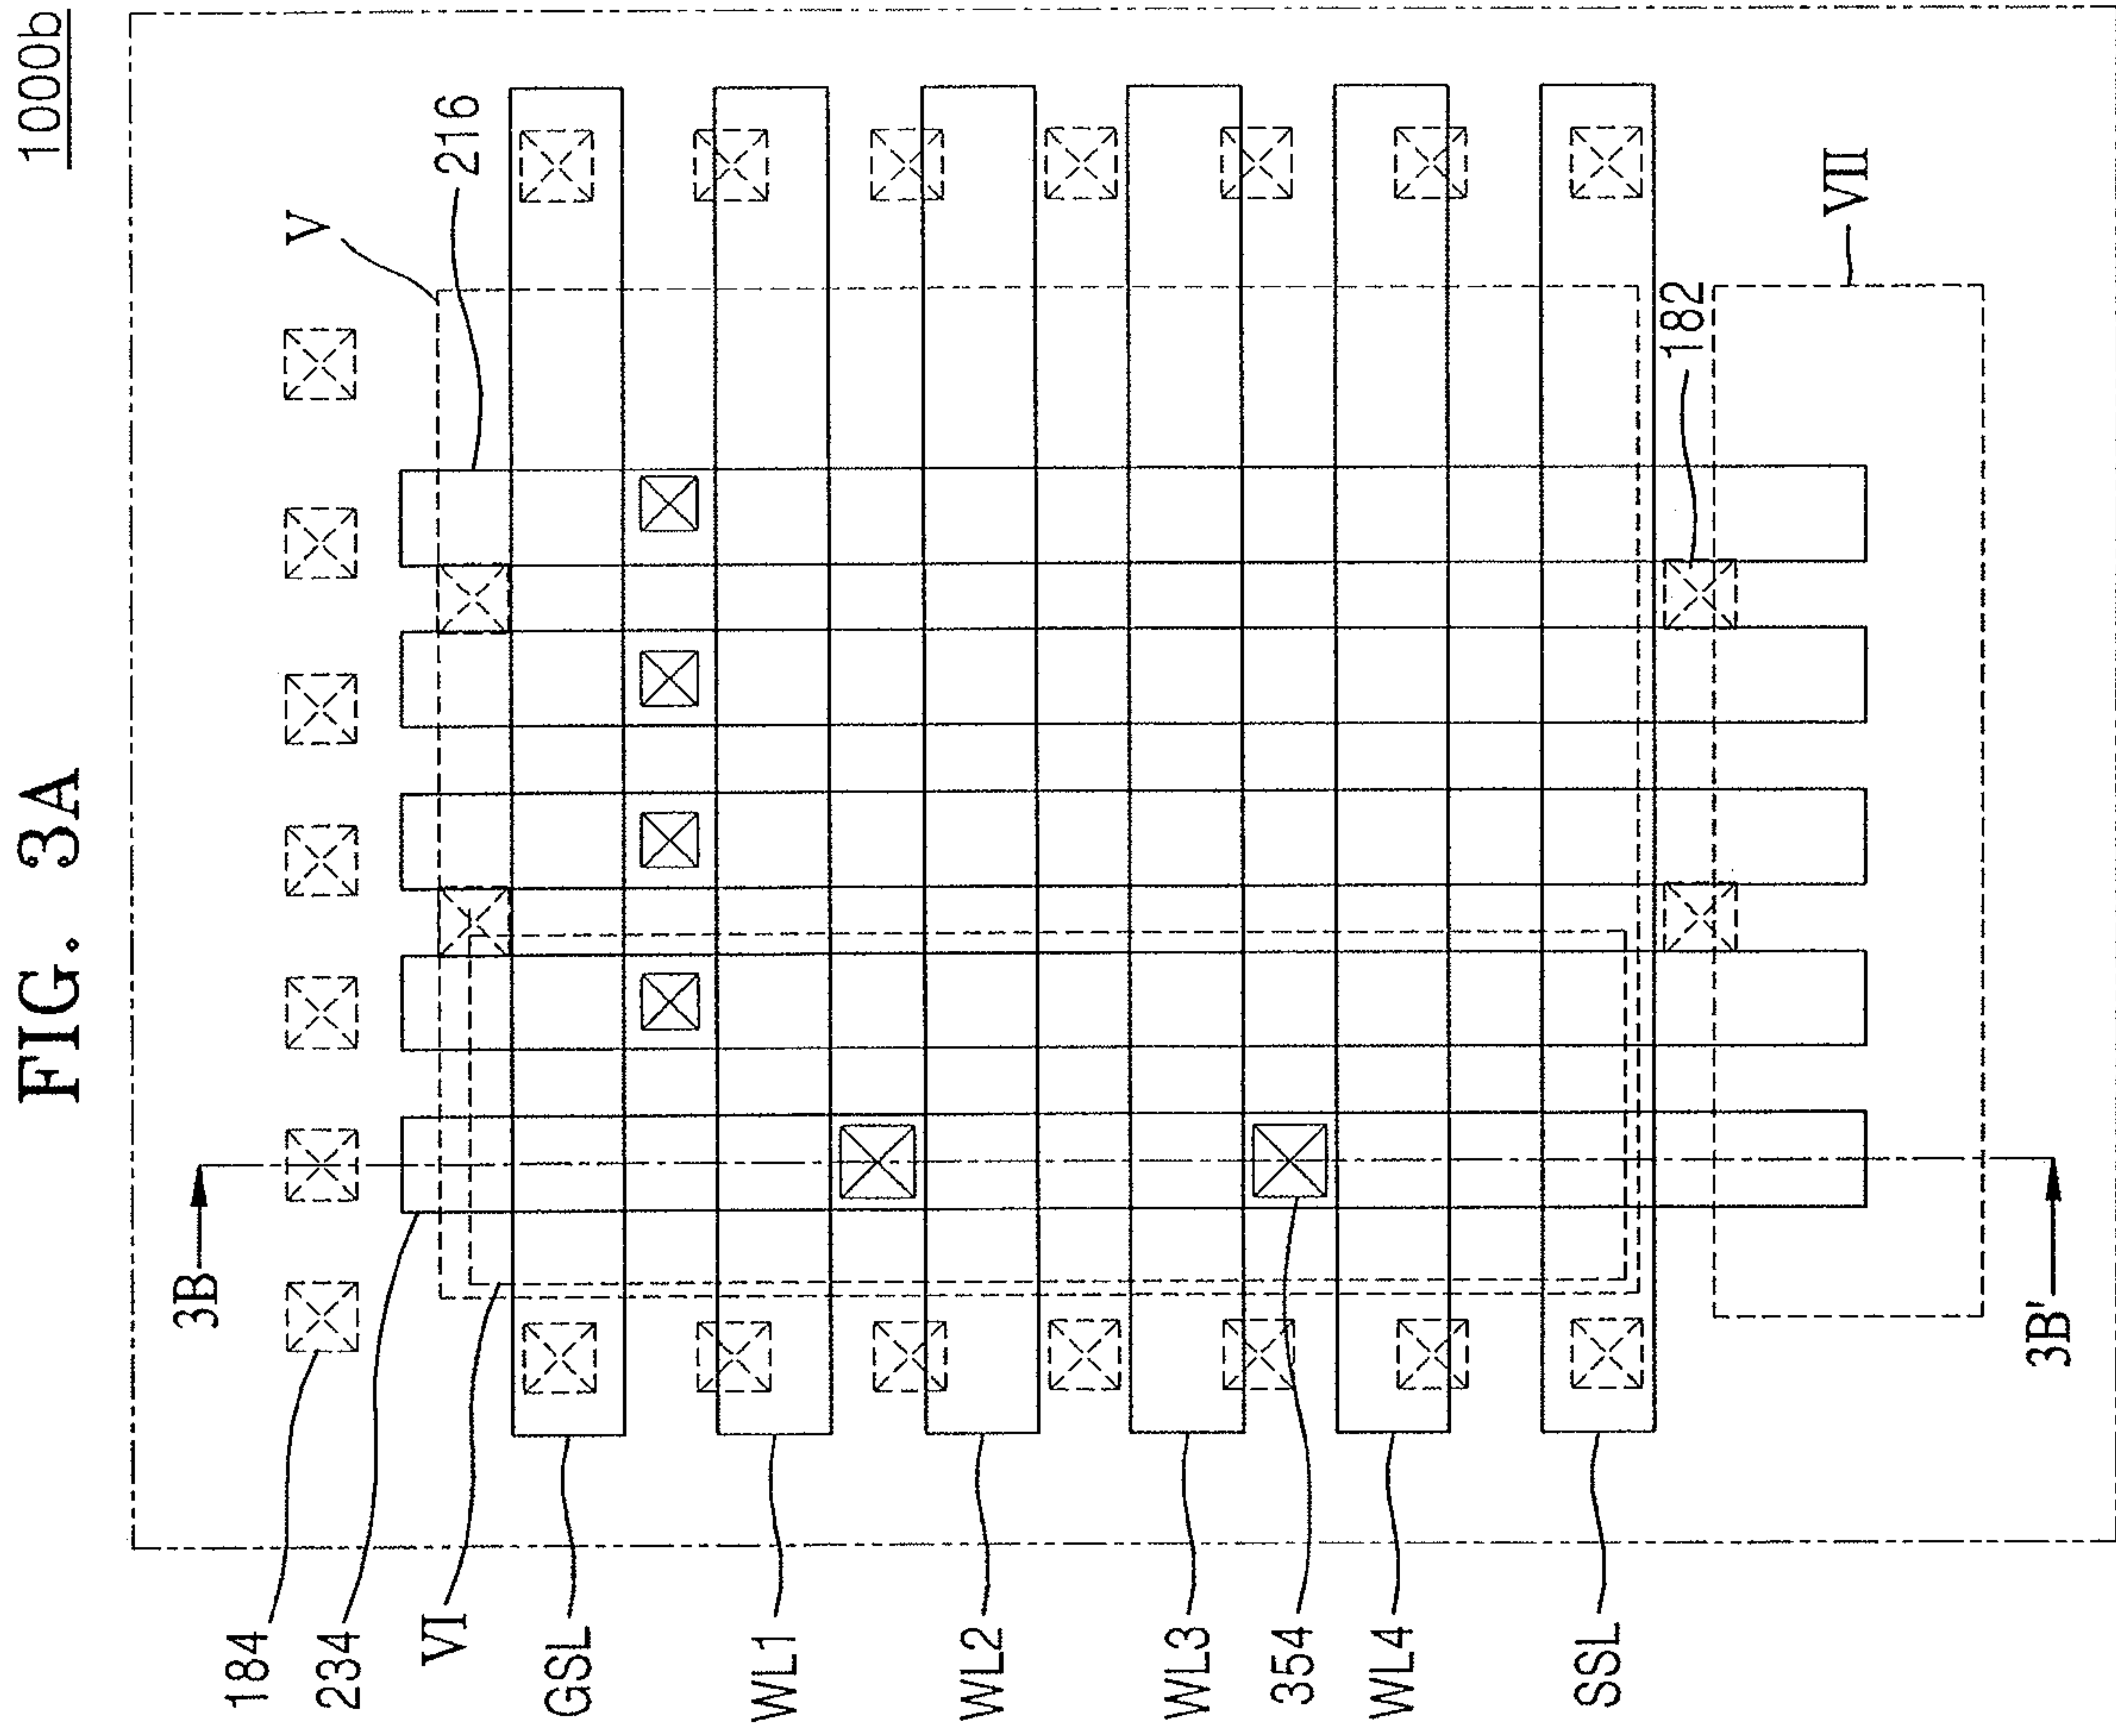 FIG. 3A
1000b
184
234
VI
GSL
WL1
WL2
WL3
354
WL4
SSL
3B
3B'
V
216
182
VII